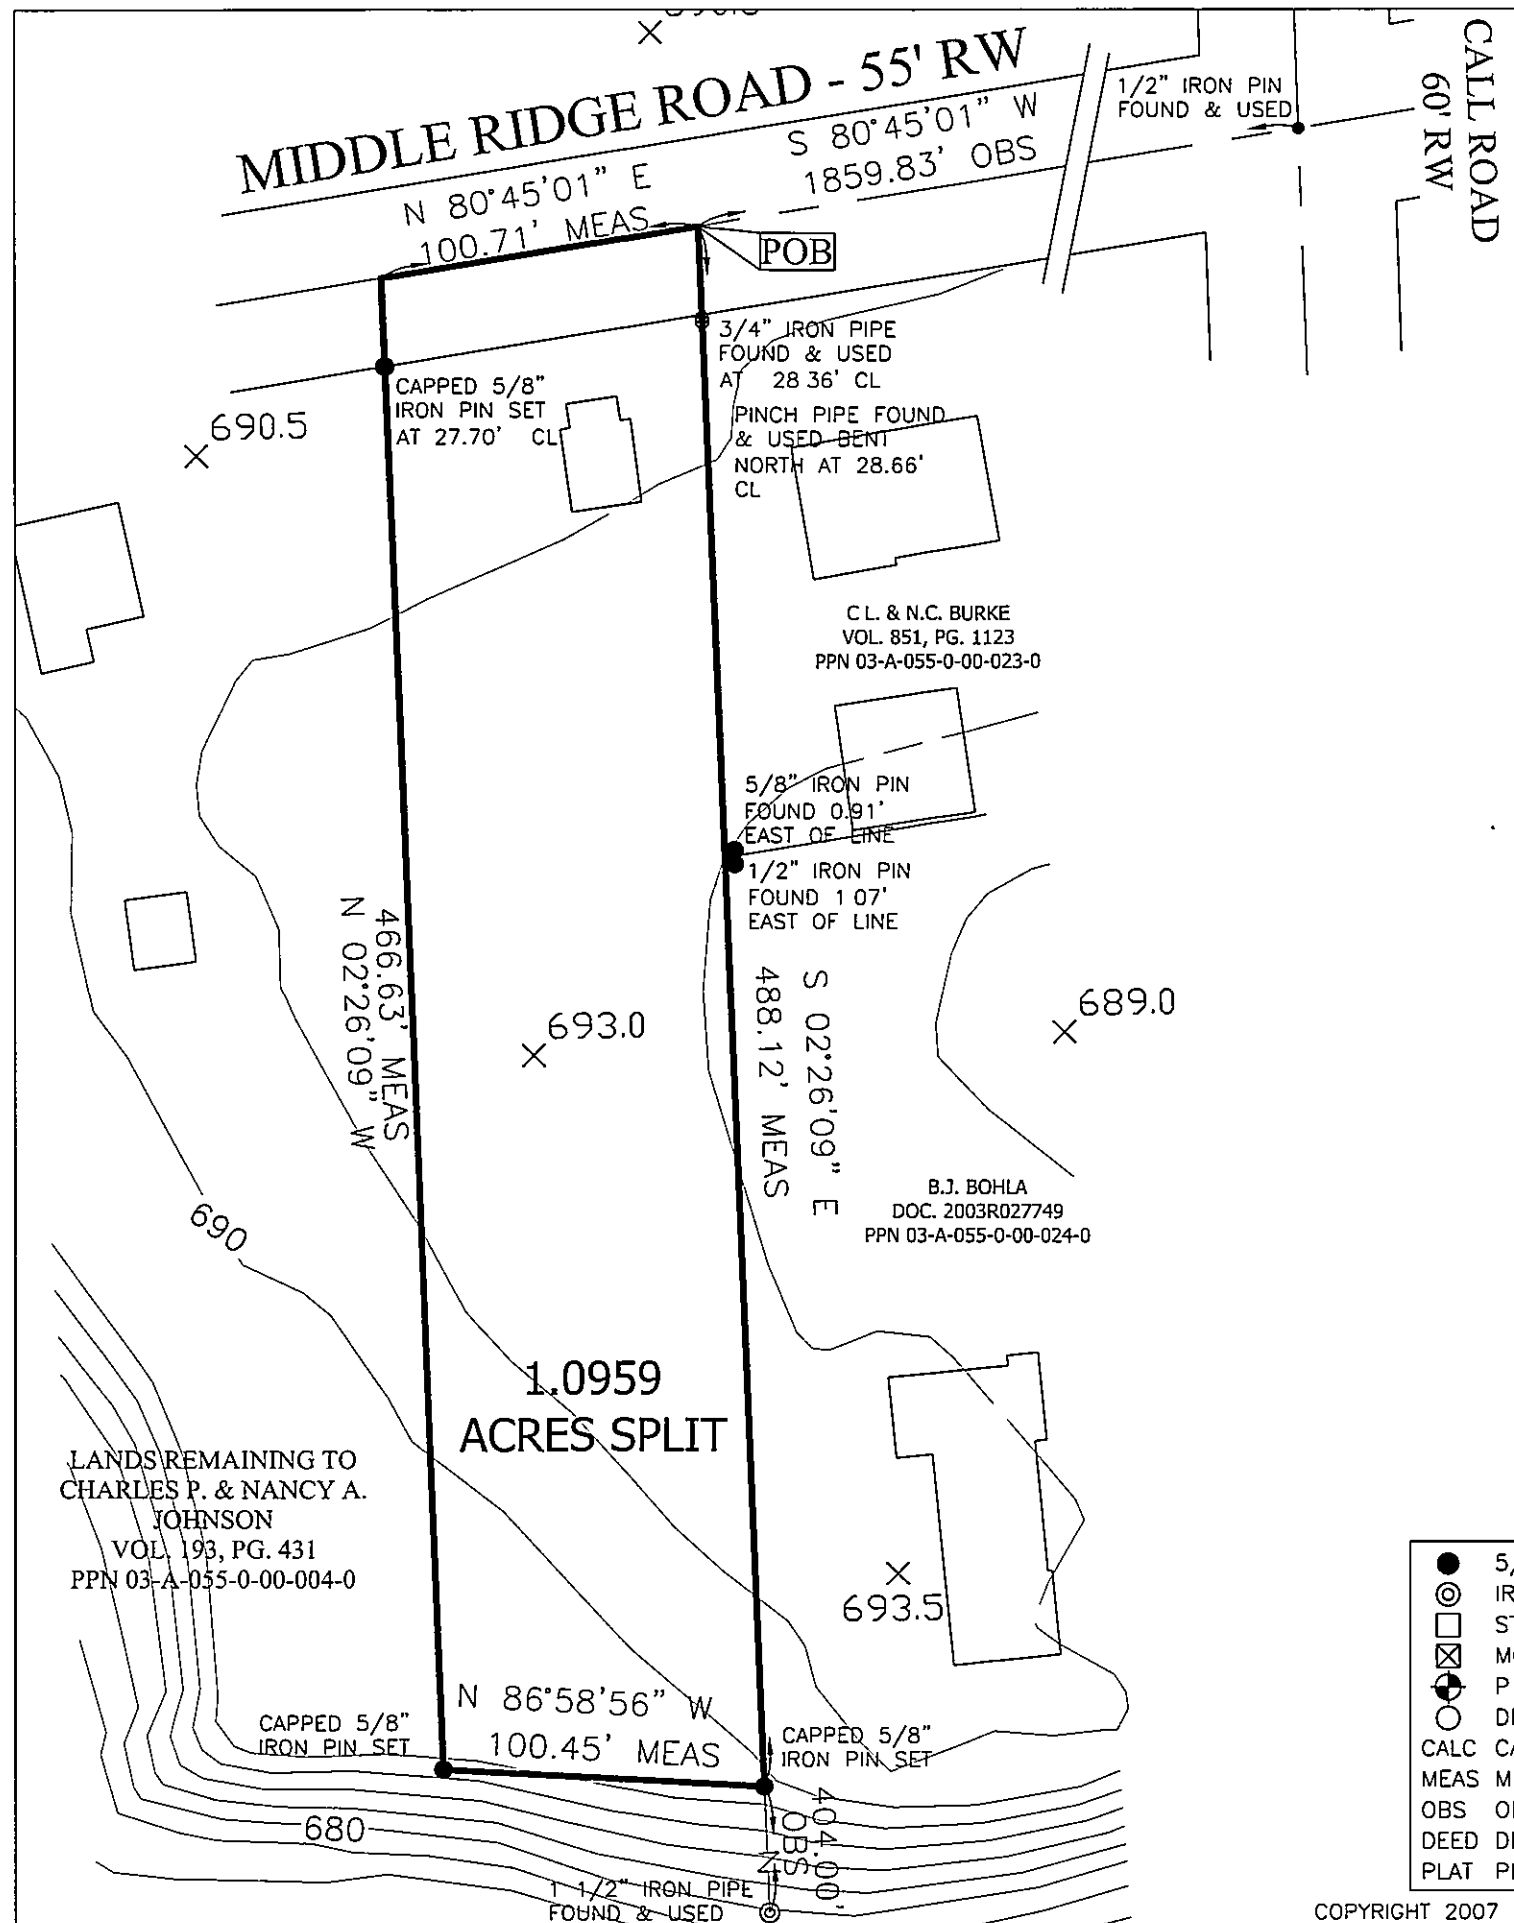 MIDDLE RIDGE ROAD - 55' RW
CALL ROAD
60' RW
1/2" IRON PIN
FOUND & USED
S 80°45'01" W
1859.83' OBS
N 80°45'01" E
100.71' MEAS
POB
3/4" IRON PIPE
FOUND & USED
AT 28 36' CL
CAPPED 5/8"
IRON PIN SET
AT 27.70' CL
PINCH PIPE FOUND
& USED BENT
NORTH AT 28.66'
CL
690.5
C L. & N.C. BURKE
VOL. 851, PG. 1123
PPN 03-A-055-0-00-023-0
5/8" IRON PIN
FOUND 0.91'
EAST OF LINE
1/2" IRON PIN
FOUND 1 07'
EAST OF LINE
466.63' MEAS
N 02°26'09" W
S 02°26'09" E
488.12' MEAS
693.0
689.0
B.J. BOHLA
DOC. 2003R027749
PPN 03-A-055-0-00-024-0
690
1.0959
ACRES SPLIT
LANDS REMAINING TO
CHARLES P. & NANCY A.
JOHNSON
VOL. 193, PG. 431
PPN 03-A-055-0-00-004-0
693.5
N 86°58'56" W
100.45' MEAS
CAPPED 5/8"
IRON PIN SET
CAPPED 5/8"
IRON PIN SET
404.00'
OBS
N
680
1 1/2" IRON PIPE
FOUND & USED
CALC
MEAS
OBS
DEED
PLAT
COPYRIGHT 2007